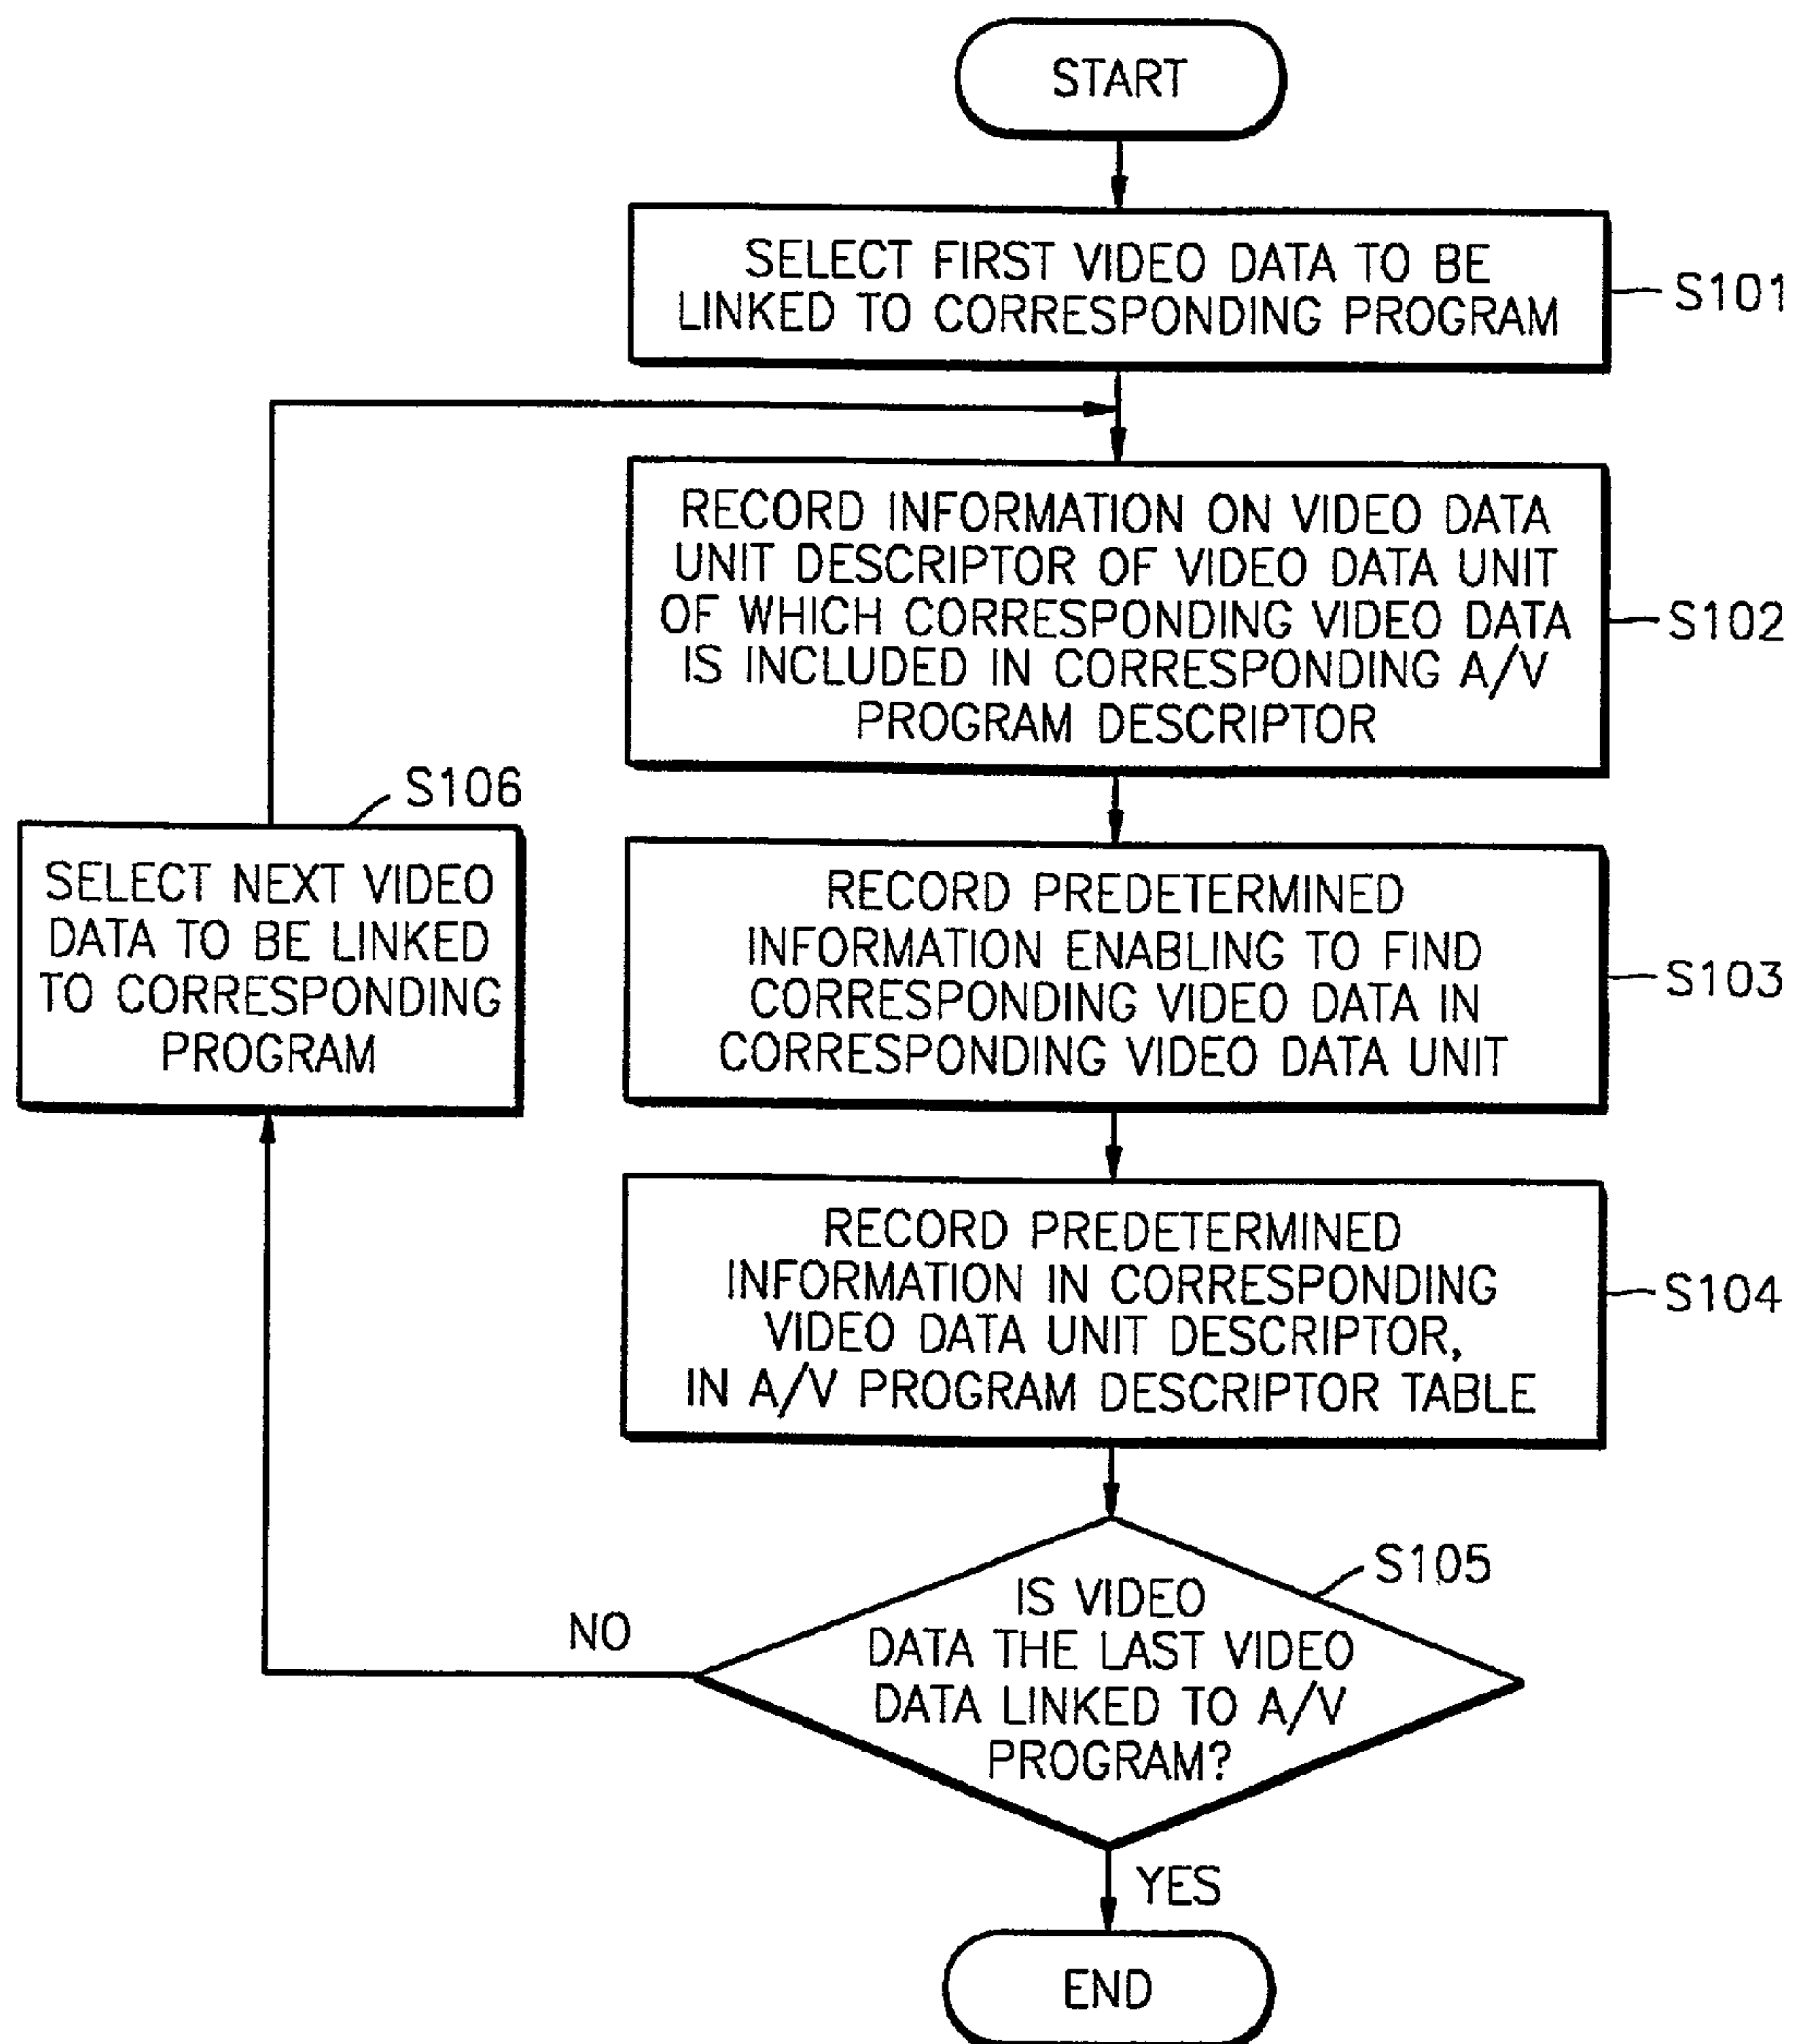 START
SELECT FIRST VIDEO DATA TO BE
LINKED TO CORRESPONDING PROGRAM
S101
RECORD INFORMATION ON VIDEO DATA
UNIT DESCRIPTOR OF VIDEO DATA UNIT
OF WHICH CORRESPONDING VIDEO DATA
IS INCLUDED IN CORRESPONDING A/V
PROGRAM DESCRIPTOR
S102
S106
SELECT NEXT VIDEO
DATA TO BE LINKED
TO CORRESPONDING
PROGRAM
RECORD PREDETERMINED
INFORMATION ENABLING TO FIND
CORRESPONDING VIDEO DATA IN
CORRESPONDING VIDEO DATA UNIT
S103
RECORD PREDETERMINED
INFORMATION IN CORRESPONDING
VIDEO DATA UNIT DESCRIPTOR,
IN A/V PROGRAM DESCRIPTOR TABLE
S104
S105
IS VIDEO
DATA THE LAST VIDEO
DATA LINKED TO A/V
PROGRAM?
NO
YES
END